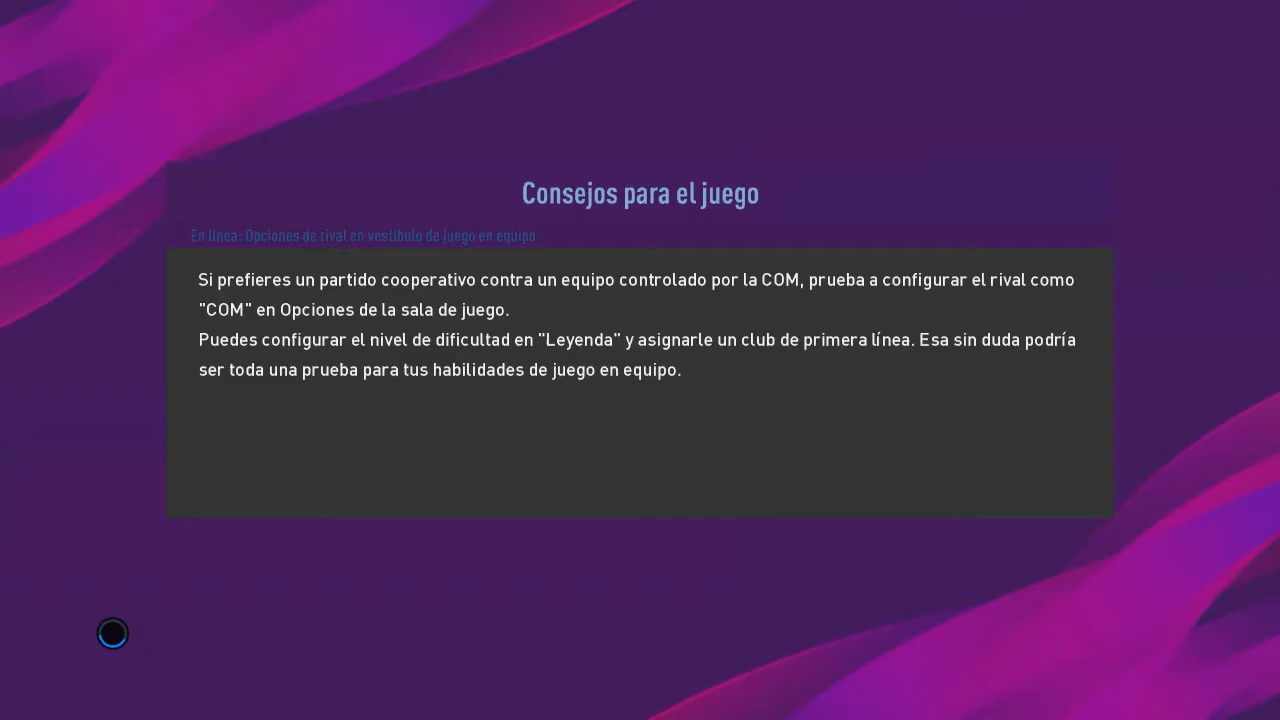 Consejos para el juego
En línea: Opciones de rival en vestíbulo de juego en equipo
Si prefieres un partido cooperativo contra un equipo controlado por la COM, prueba a configurar el rival como
"COM" en Opciones de la sala de juego.
Puedes configurar el nivel de dificultad en "Leyenda" y asignarle un club de primera línea. Esa sin duda podría
ser toda una prueba para tus habilidades de juego en equipo.